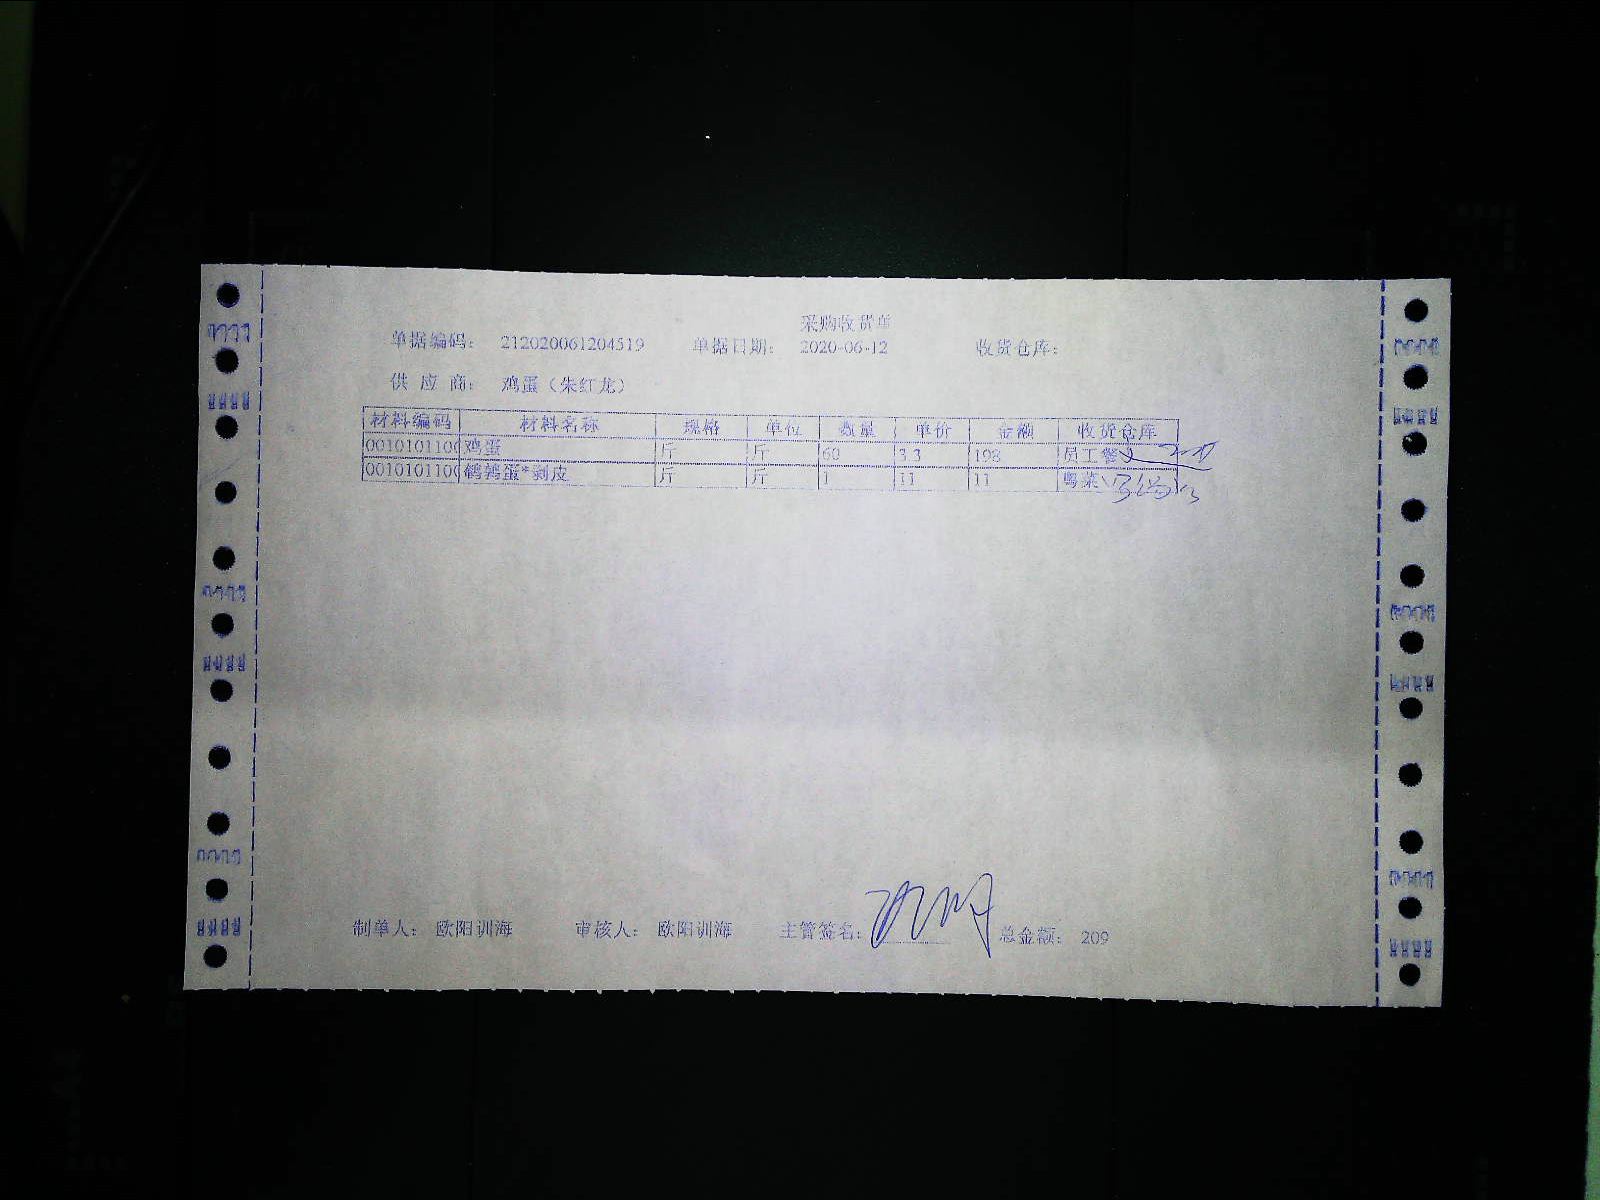 采购收货单
单据编码： 212020061204519 单据日期： 2020-06-12 收货仓库：
供 应 商： 鸡蛋（朱红龙）
材料编码 材料名称 规格 单位 数量 单价 金额 收货仓库
0010101100 鸡蛋 斤 斤 60 3.3 198 员工餐
0010101100 鹌鹑蛋*剥皮 斤 斤 1 11 11 粤菜
制单人： 欧阳训海 审核人： 欧阳训海 主管签名： 总金额： 209